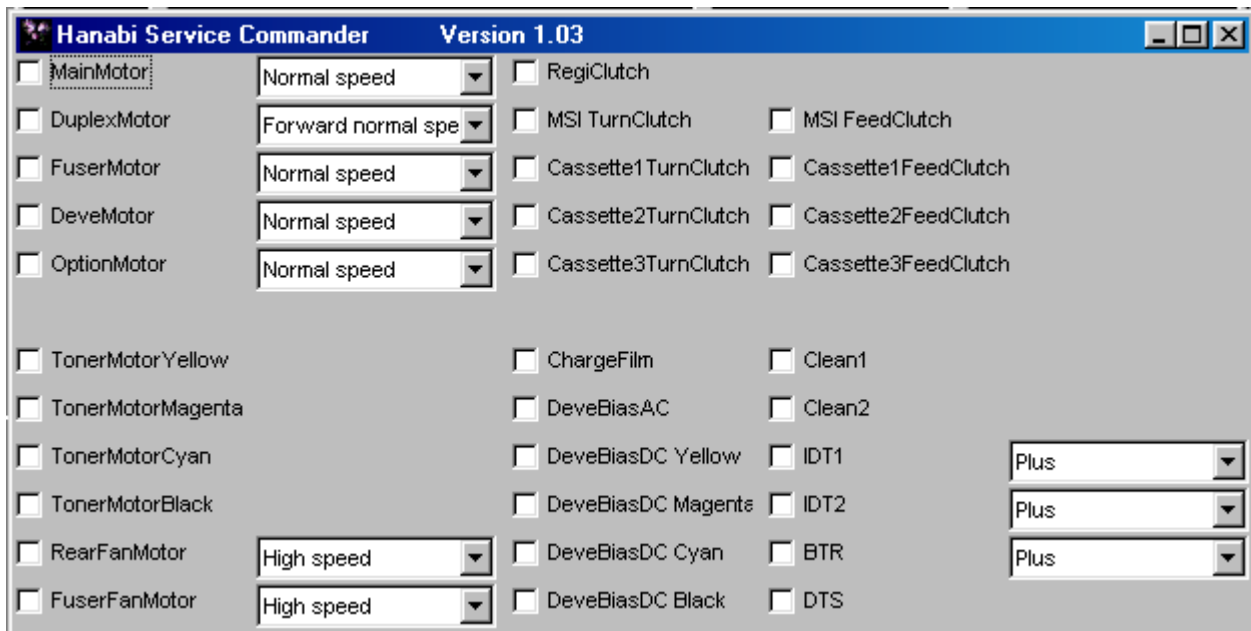 Hanabi Service Commander Version 1.03
MainMotor Normal speed RegiClutch
DuplexMotor Forward normal spe MSI TurnClutch MSI FeedClutch
FuserMotor Normal speed Cassette1TurnClutch Cassette1FeedClutch
DeveMotor Normal speed Cassette2TurnClutch Cassette2FeedClutch
OptionMotor Normal speed Cassette3TurnClutch Cassette3FeedClutch
TonerMotorYellow ChargeFilm Clean1
TonerMotorMagenta DeveBiasAC Clean2
TonerMotorCyan DeveBiasDC Yellow IDT1 Plus
TonerMotorBlack DeveBiasDC Magenta IDT2 Plus
RearFanMotor High speed DeveBiasDC Cyan BTR Plus
FuserFanMotor High speed DeveBiasDC Black DTS